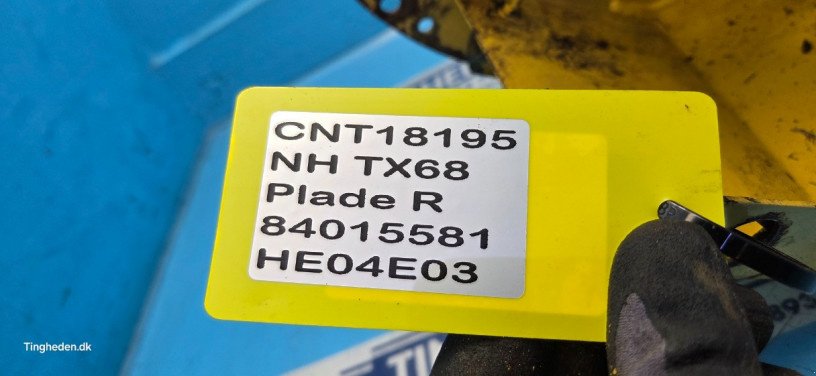 CNT18195
NH TX68
Plade R
84015581
HE04E03
Tingheden.dk